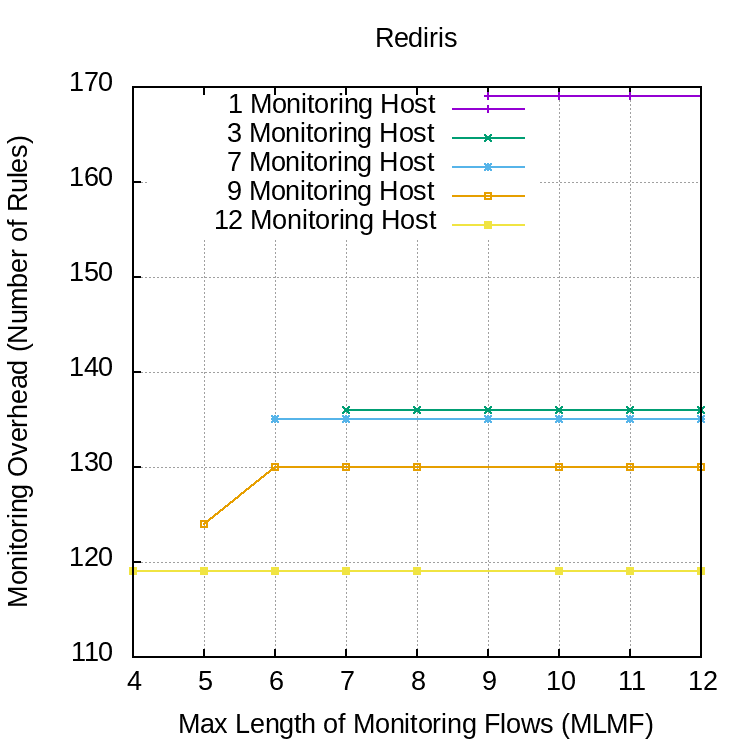 Rediris
Monitoring Overhead (Number of Rules)
170
160
150
140
130
120
110
1 Monitoring Host
3 Monitoring Host
7 Monitoring Host
9 Monitoring Host
12 Monitoring Host
4 5 6 7 8 9 10 11 12
Max Length of Monitoring Flows (MLMF)